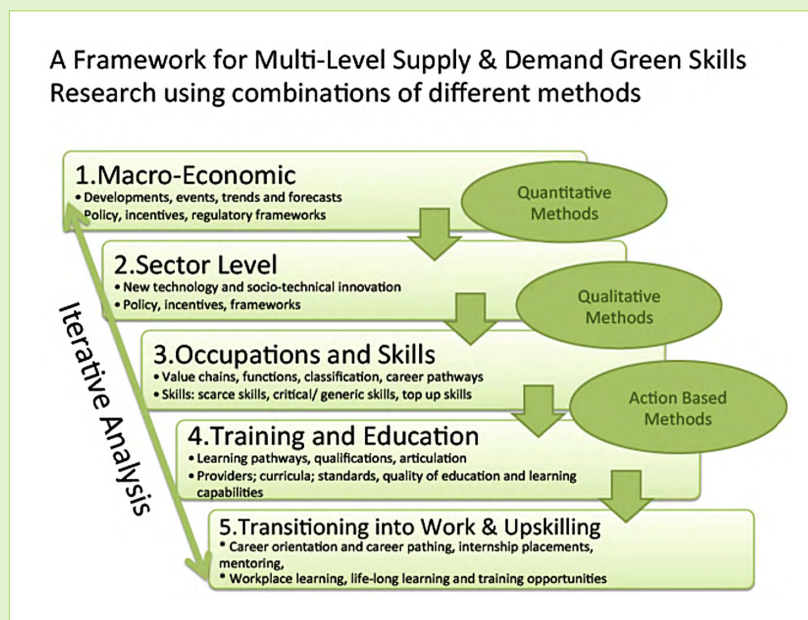 A Framework for Multi-Level Supply & Demand Green Skills
Research using combinations of different methods
1.Macro-Economic
• Developments, events, trends and forecasts
Policy, incentives, regulatory frameworks
Quantitative
Methods
2.Sector Level
• New technology and soco-technical innovation
• Policy, incentives, frameworks
Qualitative
Methods
3.Occupations and Skills
• Value chains, functions, classification, career pathways
• Skills: scarce skills, critical/ generic skills, top up skills
Action Based
Methods
4.Training and Education
• Learning pathways, qualifications, articulation
• Providers; curricula; standards, quality of education and learning
capabilities
5.Transitioning into Work & Upskilling
* Career orientation and career pathing, internship placements,
mentoring,
* Workplace learning, life-long learning and training opportunities
Iterative Analysis